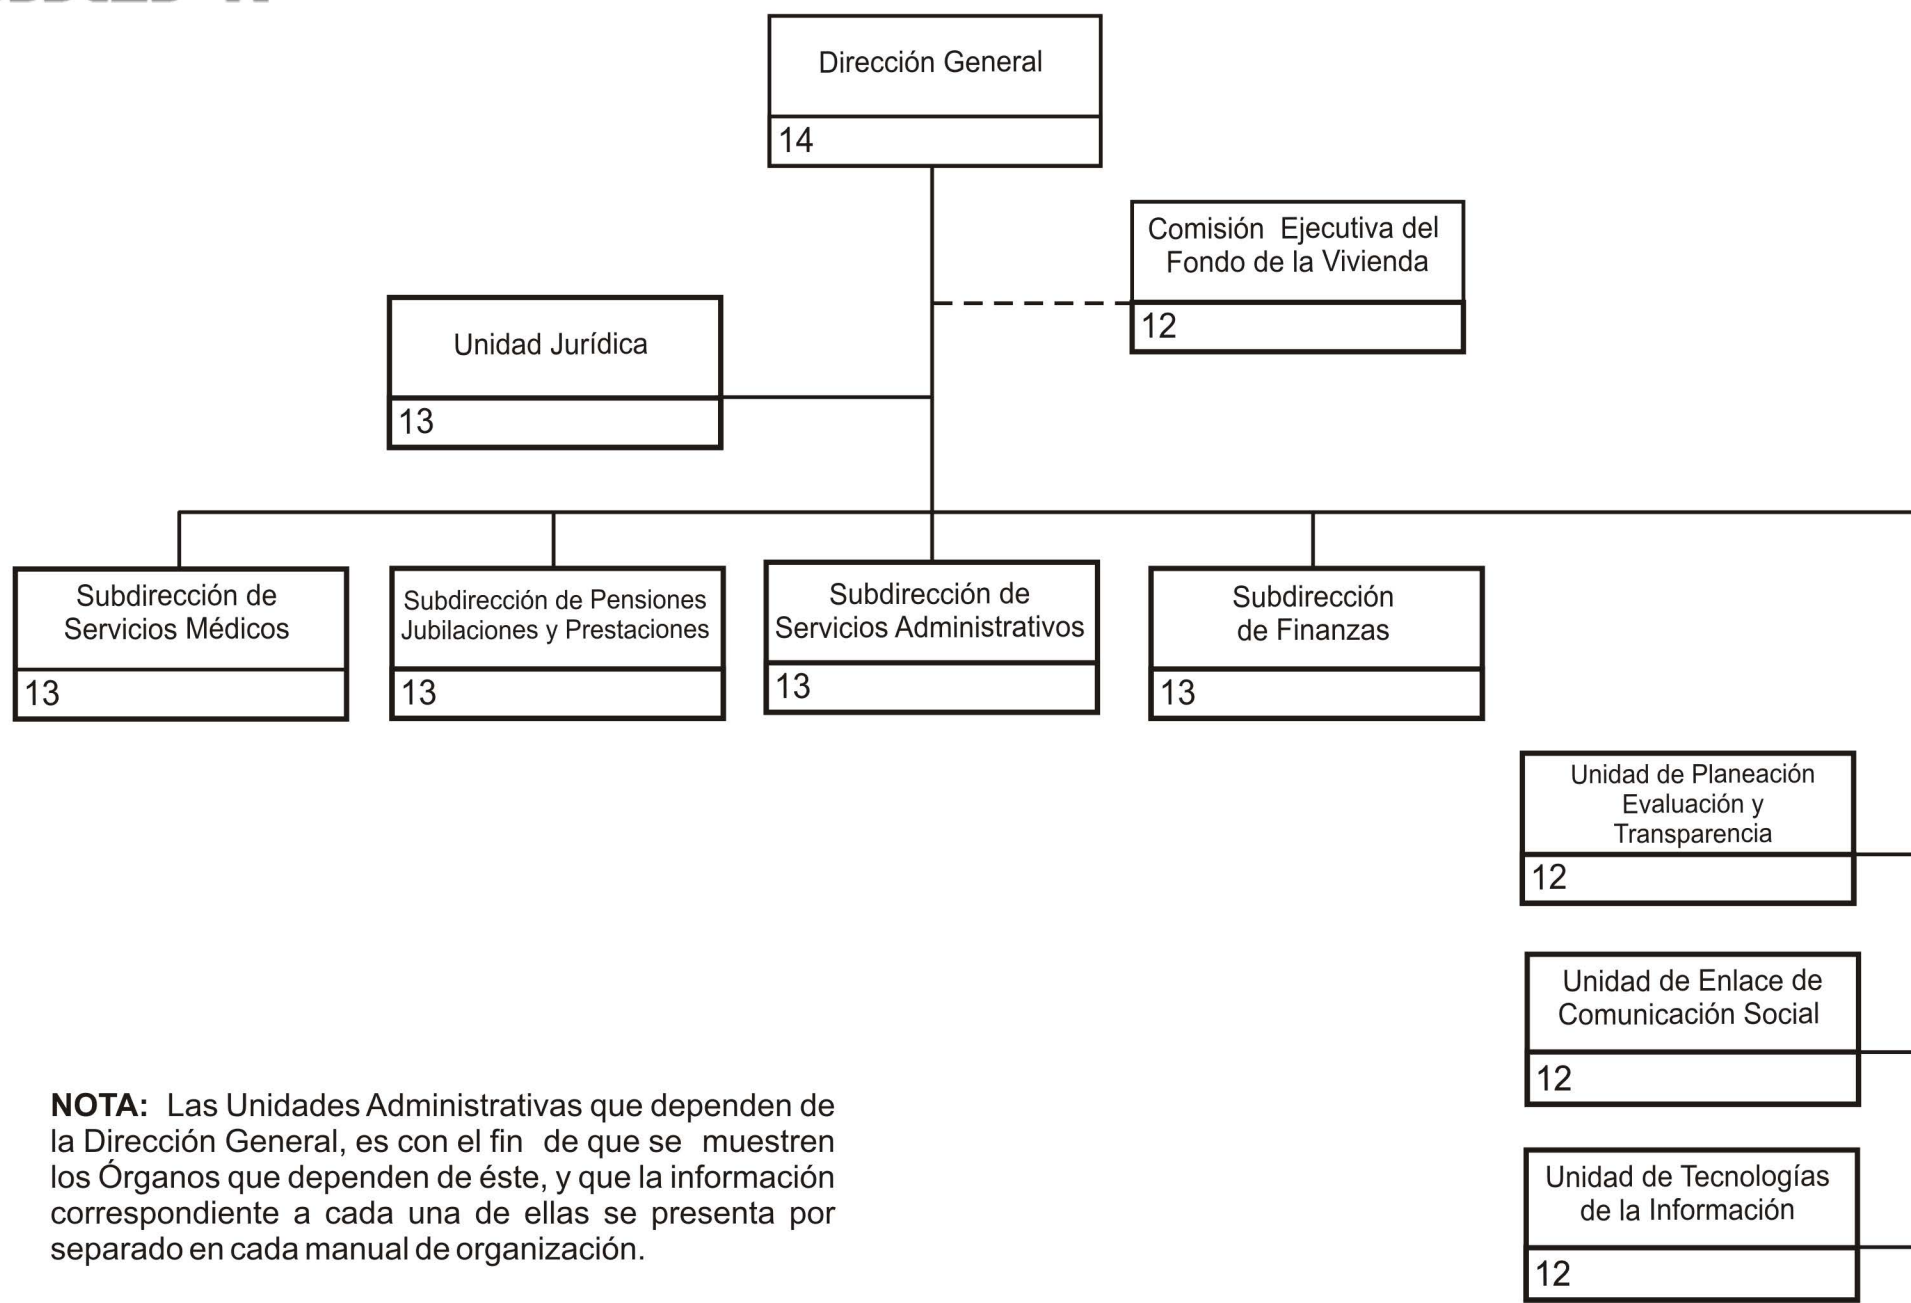 Dirección General
14
Comisión Ejecutiva del
Fondo de la Vivienda
12
Unidad Jurídica
13
Subdirección de
Servicios Médicos
13
Subdirección de Pensiones
Jubilaciones y Prestaciones
13
Subdirección de
Servicios Administrativos
13
Subdirección
de Finanzas
13
Unidad de Planeación
Evaluación y
Transparencia
12
Unidad de Enlace de
Comunicación Social
12
Unidad de Tecnologías
de la Información
12
NOTA: Las Unidades Administrativas que dependen de
la Dirección General, es con el fin de que se muestren
los Órganos que dependen de éste, y que la información
correspondiente a cada una de ellas se presenta por
separado en cada manual de organización.